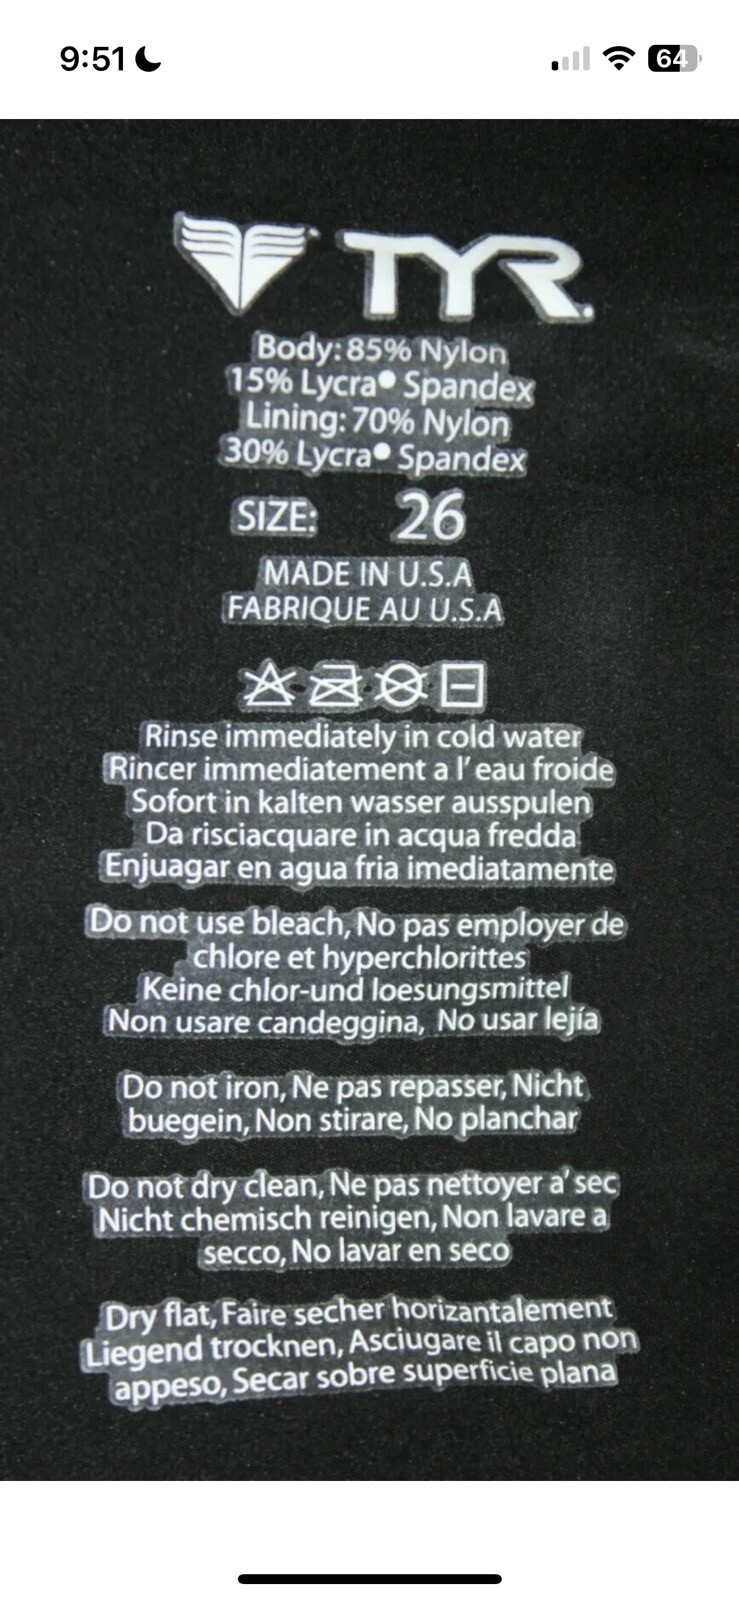 9:51
64
TYR
Body: 85% Nylon
15% Lycra® Spandex
Lining: 70% Nylon
30% Lycra® Spandex
SIZE: 26
MADE IN U.S.A
FABRIQUE AU U.S.A
Rinse immediately in cold water
Rincer immediatement a l'eau froide
Sofort in kalten wasser ausspulen
Da risciacquare in acqua fredda
Enjuagar en agua fria imediatamente
Do not use bleach, No pas employer de
chlore et hyperchlorittes
Keine chlor-und loesungsmittel
Non usare candeggina, No usar lejía
Do not iron, Ne pas repasser, Nicht
buegein, Non stirare, No planchar
Do not dry clean, Ne pas nettoyer a'sec
Nicht chemisch reinigen, Non lavare a
secco, No lavar en seco
Dry flat, Faire secher horizantalement
Liegend trocknen, Asciugare il capo non
appeso, Secar sobre superficie plana